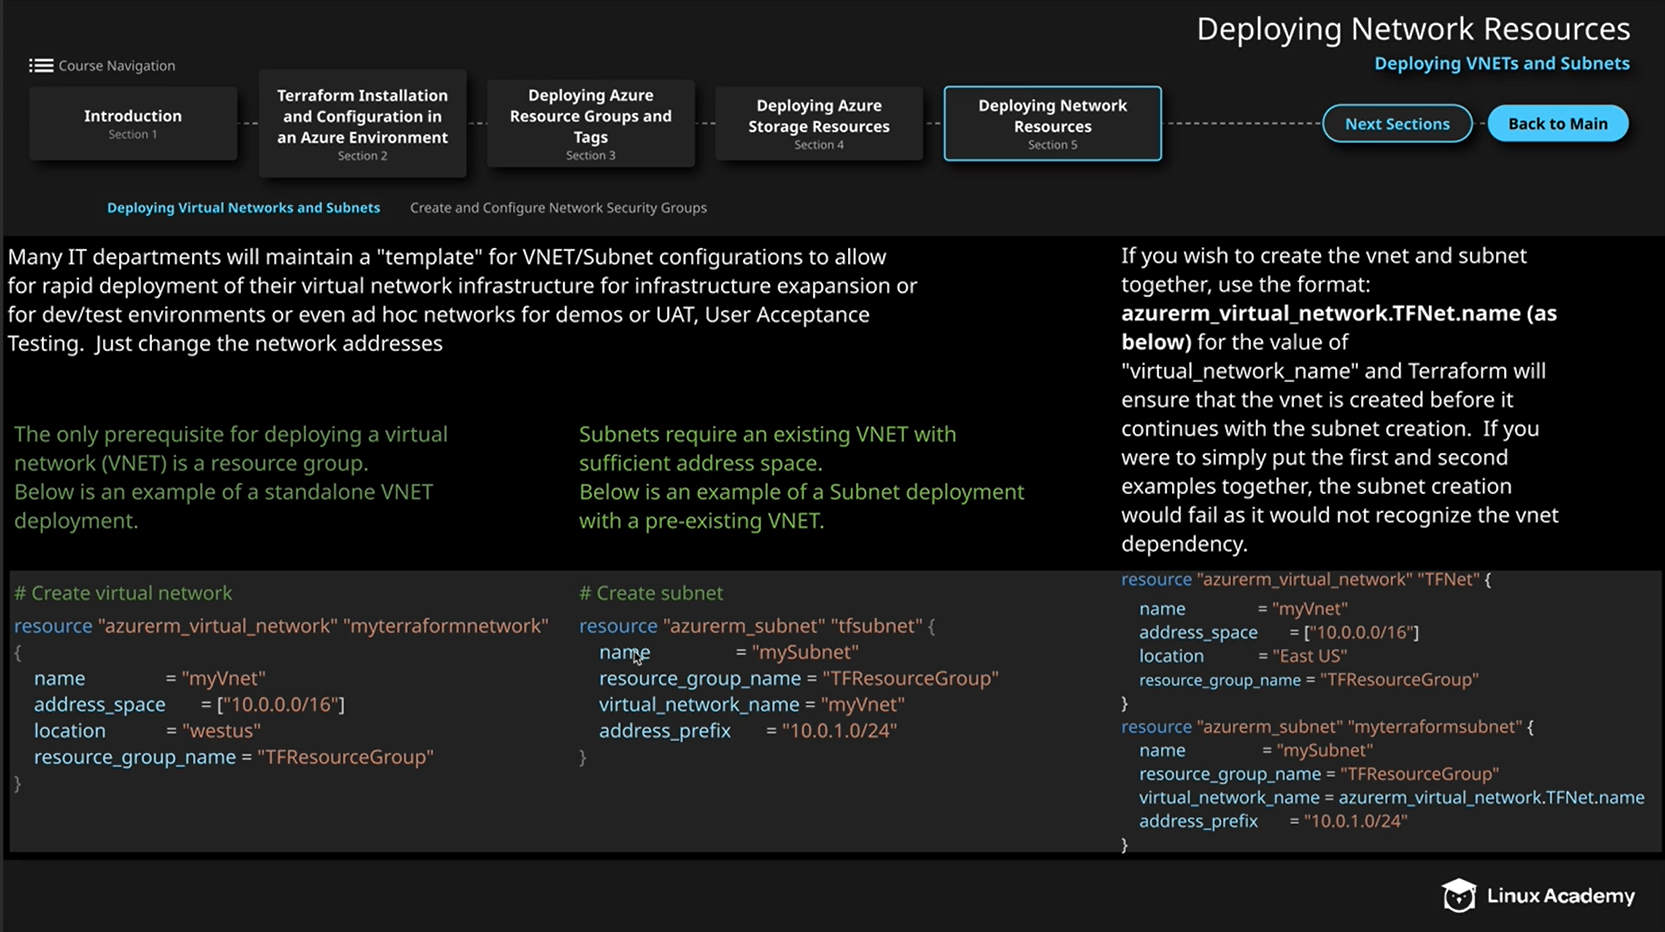 Deploying Network Resources
Deploying VNETs and Subnets
Course Navigation
Introduction
Section 1
Terraform Installation
and Configuration in
an Azure Environment
Section 2
Deploying Azure
Resource Groups and
Tags
Section 3
Deploying Azure
Storage Resources
Section 4
Deploying Network
Resources
Section 5
Next Sections
Back to Main
Deploying Virtual Networks and Subnets
Create and Configure Network Security Groups
Many IT departments will maintain a "template" for VNET/Subnet configurations to allow
for rapid deployment of their virtual network infrastructure for infrastructure exapansion or
for dev/test environments or even ad hoc networks for demos or UAT, User Acceptance
Testing.  Just change the network addresses
The only prerequisite for deploying a virtual
network (VNET) is a resource group.
Below is an example of a standalone VNET
deployment.
Subnets require an existing VNET with
sufficient address space.
Below is an example of a Subnet deployment
with a pre-existing VNET.
If you wish to create the vnet and subnet
together, use the format:
azurerm_virtual_network.TFNet.name (as
below) for the value of
"virtual_network_name" and Terraform will
ensure that the vnet is created before it
continues with the subnet creation.  If you
were to simply put the first and second
examples together, the subnet creation
would fail as it would not recognize the vnet
dependency.
# Create virtual network
resource "azurerm_virtual_network" "myterraformnetwork"
{
name = "myVnet"
address_space = ["10.0.0.0/16"]
location = "westus"
resource_group_name = "TFResourceGroup"
}
# Create subnet
resource "azurerm_subnet" "tfsubnet" {
name = "mySubnet"
resource_group_name = "TFResourceGroup"
virtual_network_name = "myVnet"
address_prefix = "10.0.1.0/24"
}
resource "azurerm_virtual_network" "TFNet" {
name = "myVnet"
address_space = ["10.0.0.0/16"]
location = "East US"
resource_group_name = "TFResourceGroup"
}
resource "azurerm_subnet" "myterraformsubnet" {
name = "mySubnet"
resource_group_name = "TFResourceGroup"
virtual_network_name = azurerm_virtual_network.TFNet.name
address_prefix = "10.0.1.0/24"
}
Linux Academy